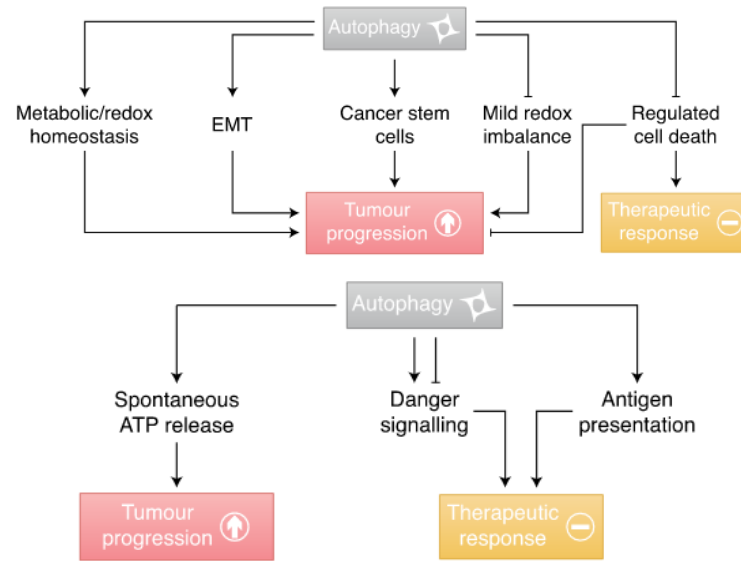 Autophagy
Metabolic/redox
homeostasis
EMT
Cancer stem
cells
Mild redox
imbalance
Regulated
cell death
Tumour
progression
Therapeutic
response
Autophagy
Spontaneous
ATP release
Danger
signalling
Antigen
presentation
Tumour
progression
Therapeutic
response